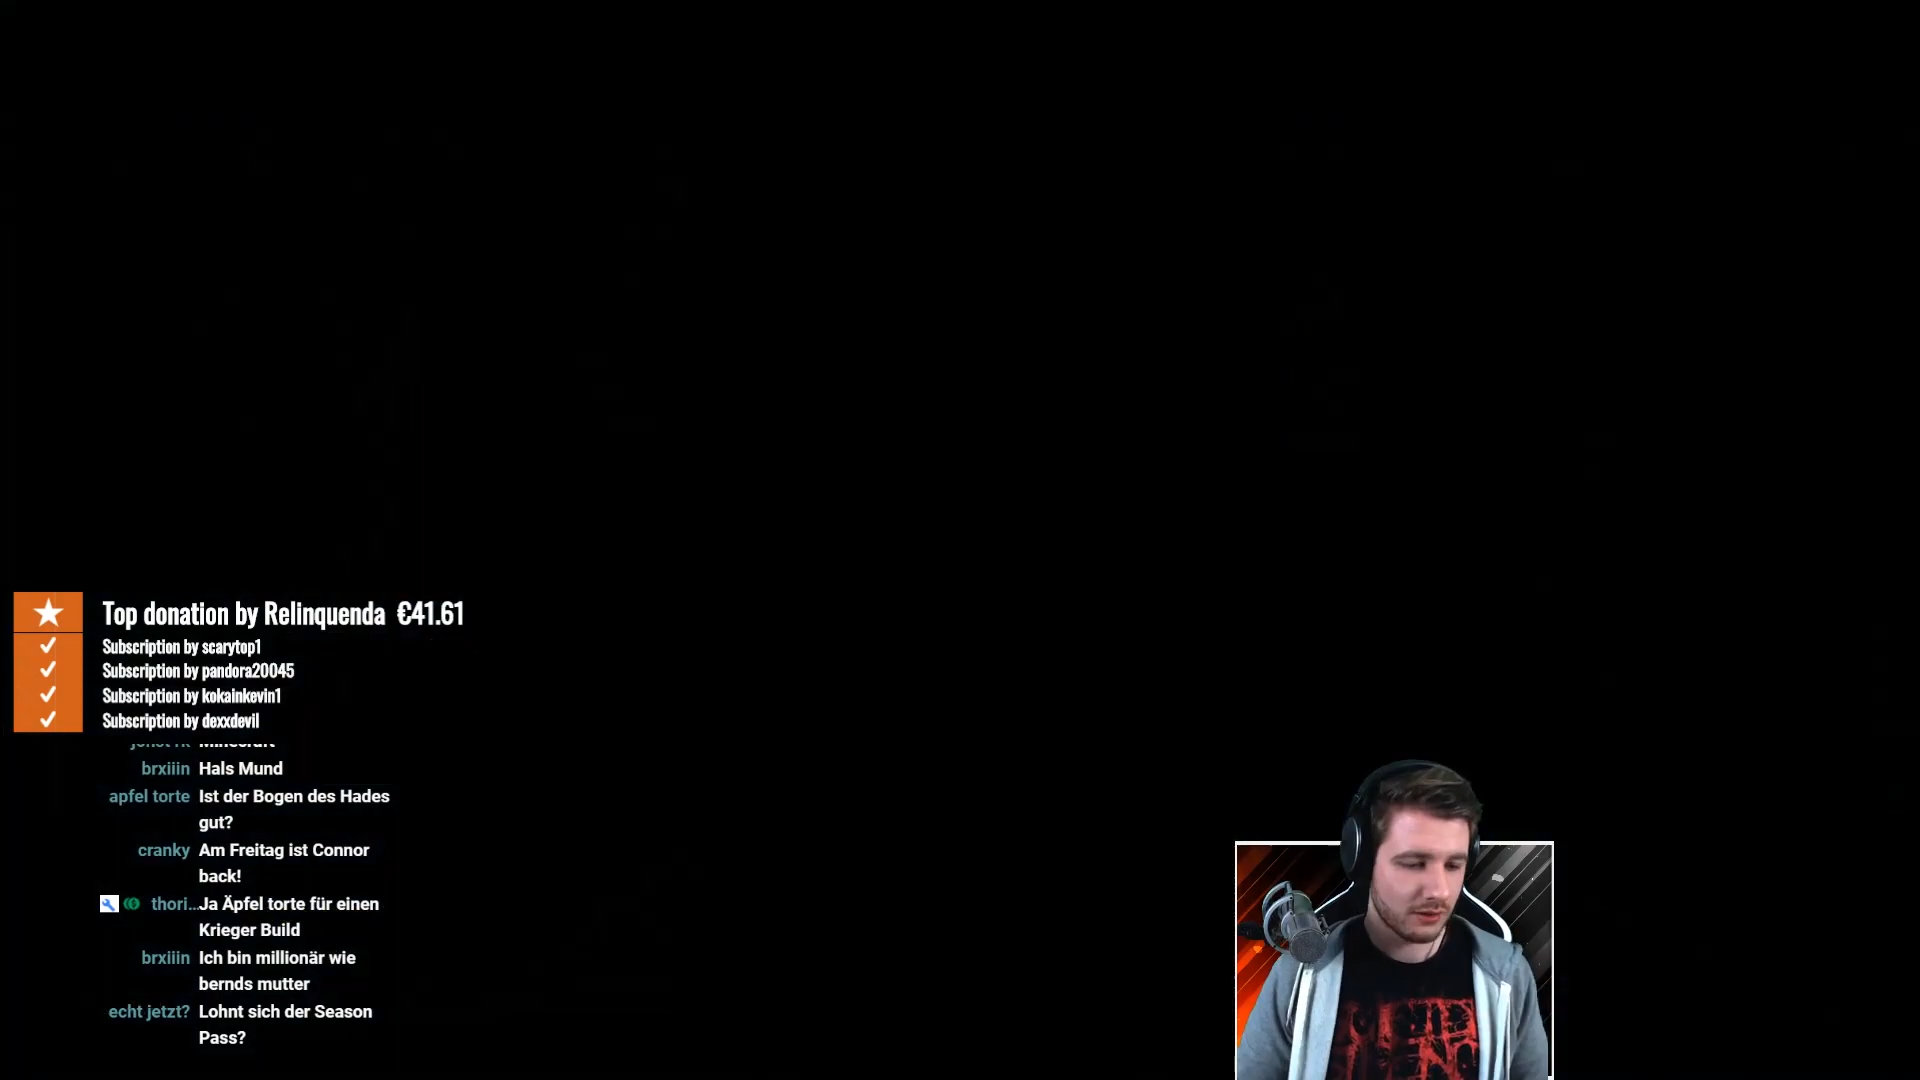 Top donation by Relinquenda €41.61
Subscription by scarytop1
Subscription by pandora20045
Subscription by kokainkevin1
Subscription by dexxdevil
Minecraft
brxiiin Hals Mund
apfel torte Ist der Bogen des Hades
gut?
cranky Am Freitag ist Connor
back!
thori... Ja Äpfel torte für einen
Krieger Build
brxiiin Ich bin millionär wie
bernds mutter
echt jetzt? Lohnt sich der Season
Pass?